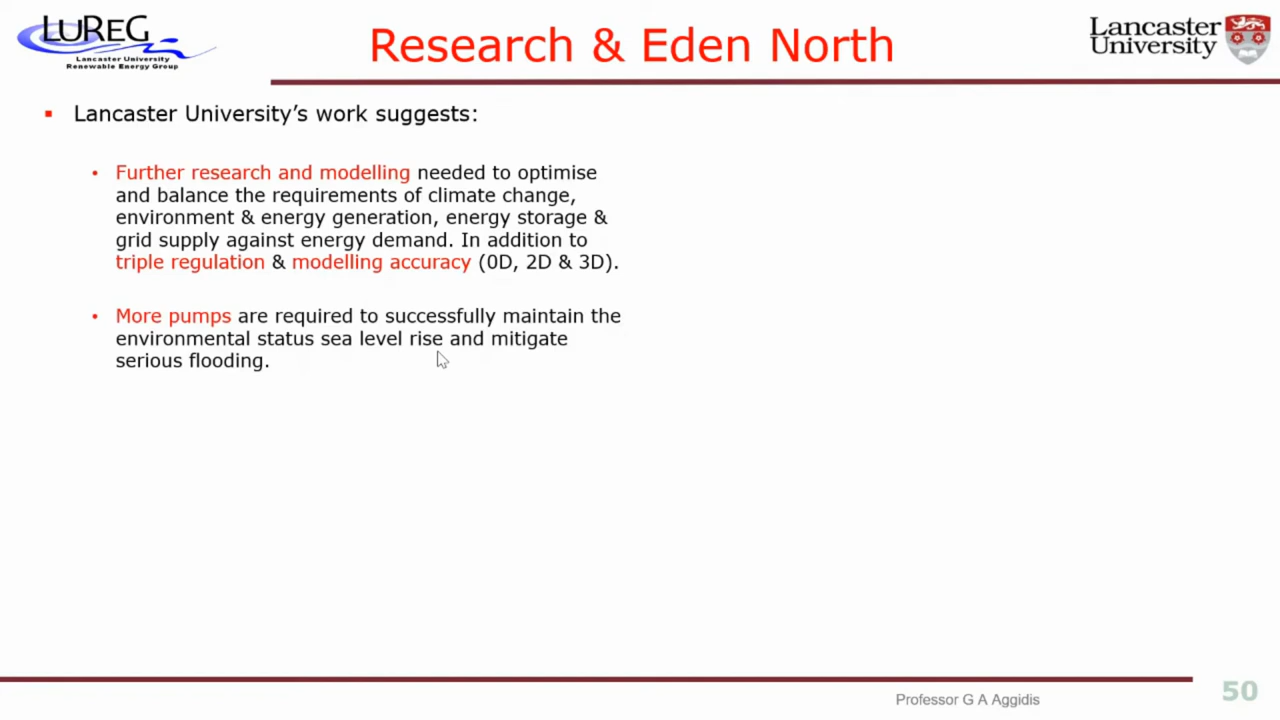 LUREG
Lancaster University
Renewable Energy Group
Research & Eden North
Lancaster
University
Lancaster University’s work suggests:
Further research and modelling needed to optimise
and balance the requirements of climate change,
environment & energy generation, energy storage &
grid supply against energy demand. In addition to
triple regulation & modelling accuracy (0D, 2D & 3D).
More pumps are required to successfully maintain the
environmental status sea level rise and mitigate
serious flooding.
Professor G A Aggidis
50